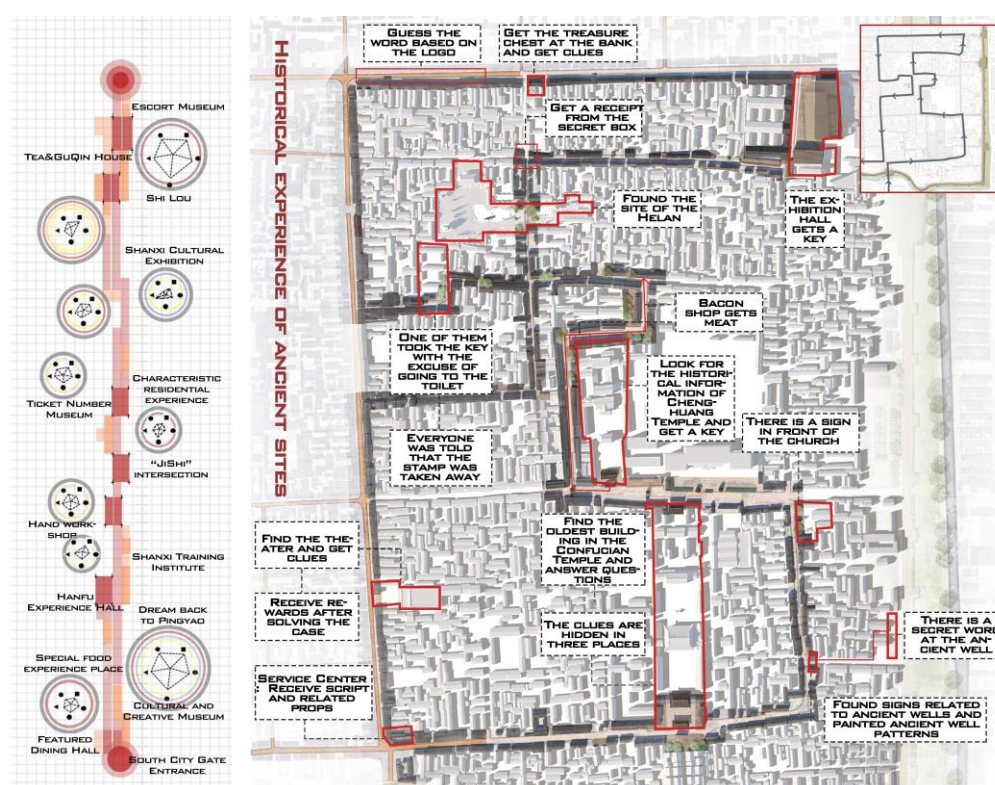 ESCORT MUSEUM
TEA&GUQIN HOUSE
SHI LOU
SHANXI CULTURAL
EXHIBITION
CHARACTERISTIC
RESIDENTIAL
EXPERIENCE
TICKET NUMBER
MUSEUM
"JISHI"
INTERSECTION
HAND WORK-
SHOP
SHANXI TRAINING
INSTITUTE
HANFU
EXPERIENCE HALL
DREAM BACK
TO PINGYAO
SPECIAL FOOD
EXPERIENCE PLACE
CULTURAL AND
CREATIVE MUSEUM
FEATURED
DINING HALL
SOUTH CITY GATE
ENTRANCE
HISTORICAL EXPERIENCE OF ANCIENT SITES
GUESS THE
WORD BASED ON
THE LOGO
GET THE TREASURE
CHEST AT THE BANK
AND GET CLUES
GET A RECEIPT
FROM THE
SECRET BOX
FOUND THE
SITE OF THE
HELAN
THE EX-
HIBITION
HALL
GETS A
KEY
BACON
SHOP GETS
MEAT
ONE OF THEM
TOOK THE KEY
WITH THE
EXCUSE OF
GOING TO THE
TOILET
LOOK FOR
THE HISTOR-
ICAL INFOR-
MATION OF
CHENG-
HUANG
TEMPLE AND
GET A KEY
THERE IS A SIGN
IN FRONT OF
THE CHURCH
EVERYONE
WAS TOLD
THAT THE
STAMP WAS
TAKEN AWAY
FIND THE THE-
ATER AND GET
CLUES
FIND THE
OLDEST BUILD-
ING IN THE
CONFUCIAN
TEMPLE AND
ANSWER QUES-
TIONS
RECEIVE RE-
WARDS AFTER
SOLVING THE
CASE
THE CLUES ARE
HIDDEN IN
THREE PLACES
THERE IS A
SECRET WORD
AT THE AN-
CIENT WELL
SERVICE CENTER
: RECEIVE SCRIPT
AND RELATED
PROPS
FOUND SIGNS RELATED
TO ANCIENT WELLS AND
PAINTED ANCIENT WELL
PATTERNS